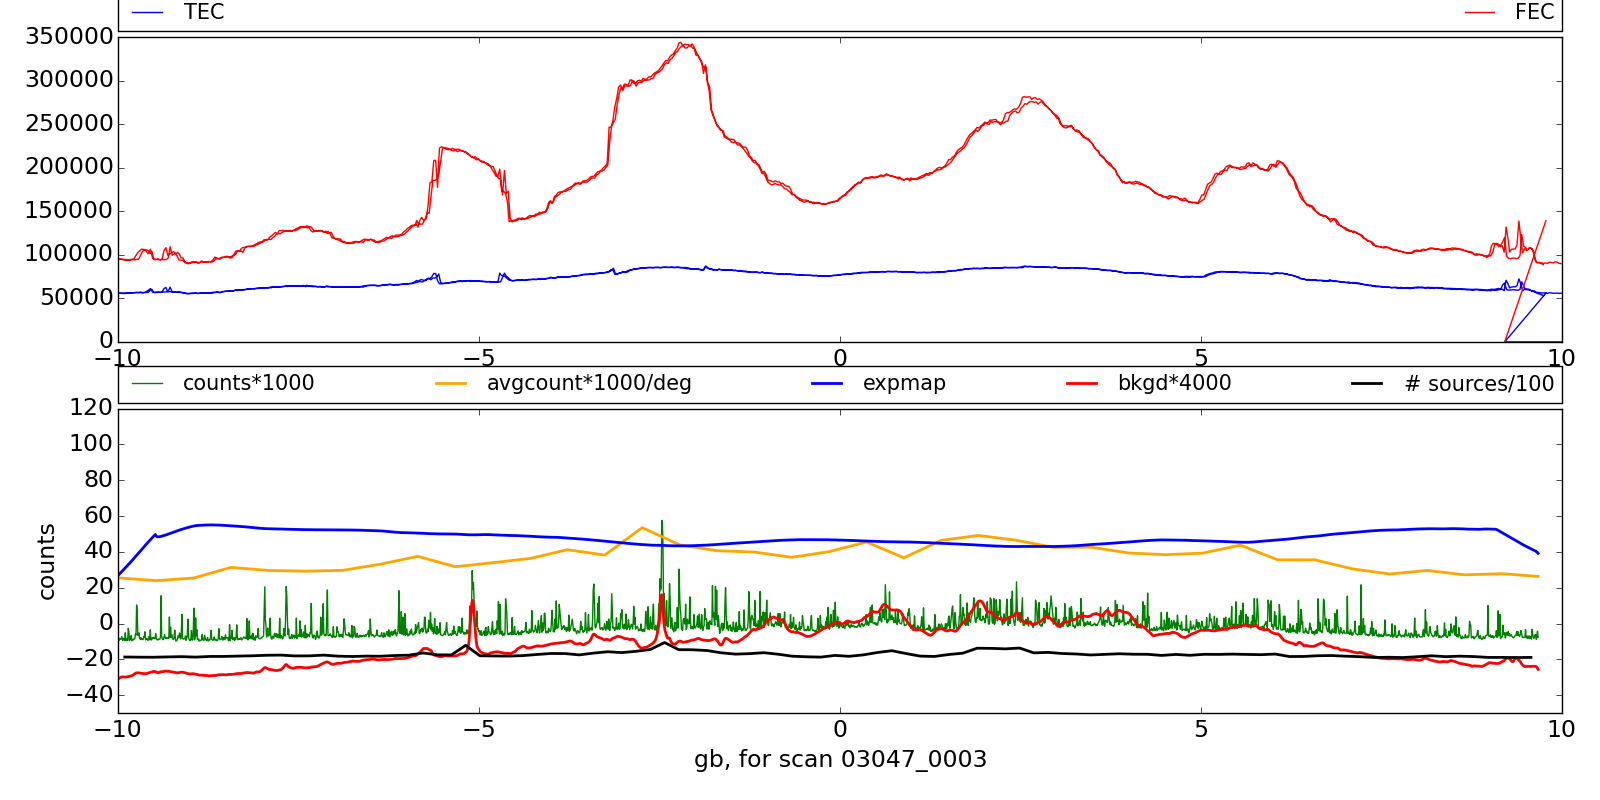 TEC FEC
350000
300000
250000
200000
150000
100000
50000
0
−10 −5 0 5 10
counts*1000 avgcount*1000/deg expmap bkgd*4000 # sources/100
120
100
80
60
40
20
0
−20
−40
counts
−10 −5 0 5 10
gb, for scan 03047_0003